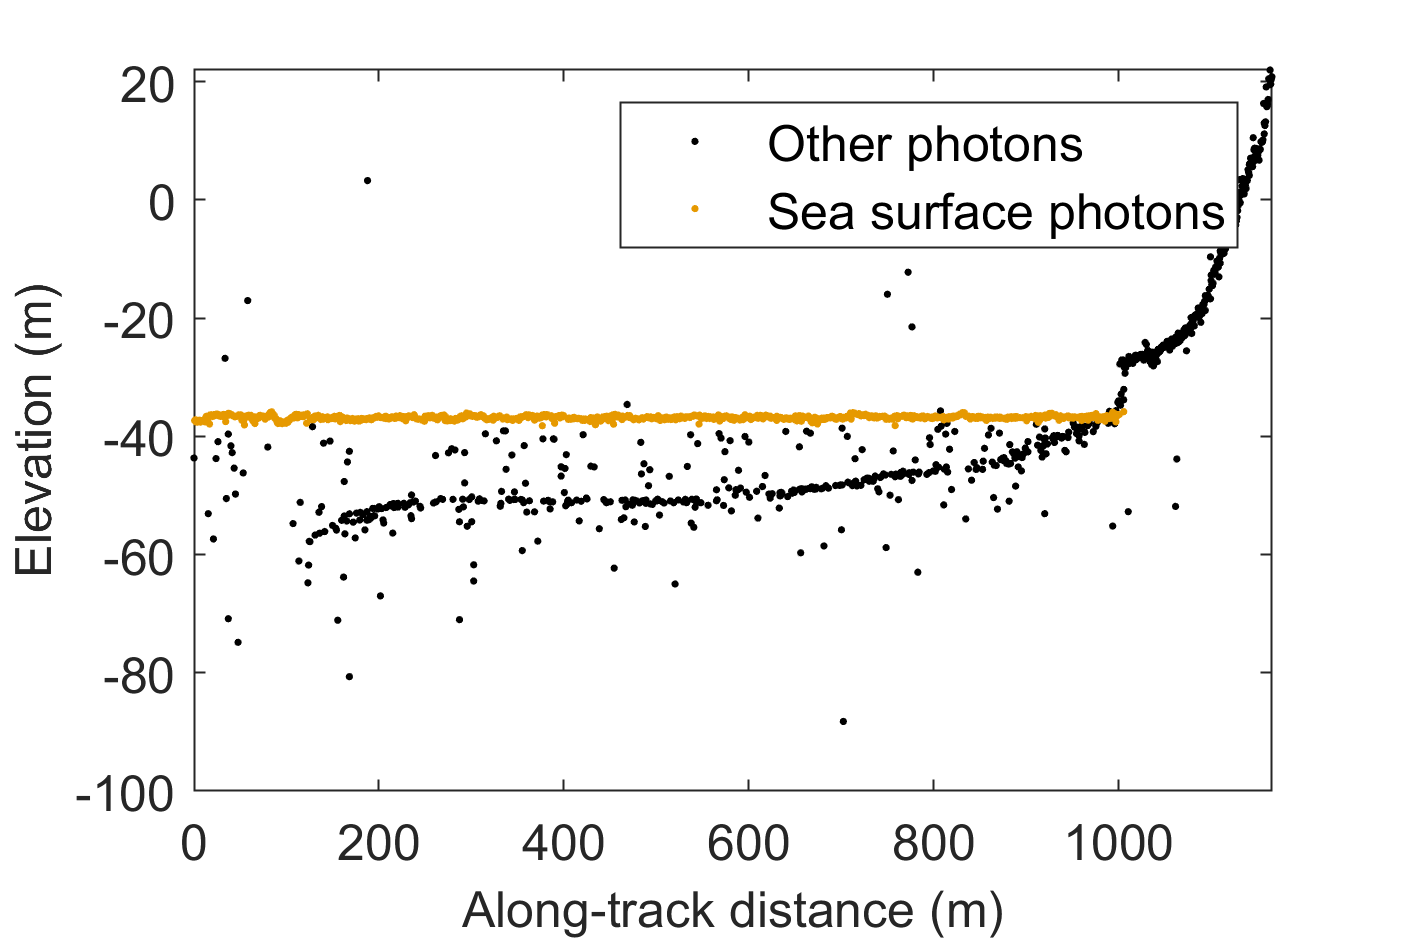 20
0
-20
-40
-60
-80
-100
0 200 400 600 800 1000
Elevation (m)
Along-track distance (m)
Other photons
Sea surface photons